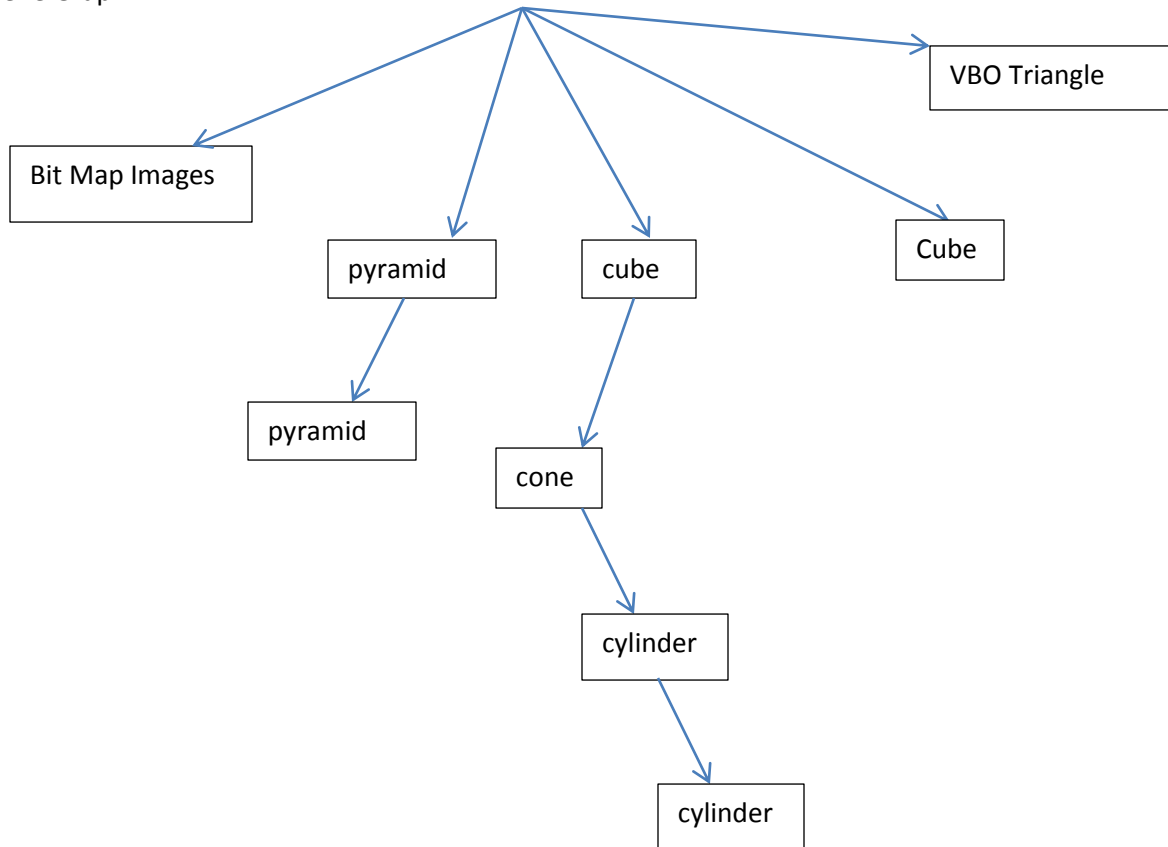 VBO Triangle
Bit Map Images
Cube
pyramid
cube
pyramid
cone
cylinder
cylinder